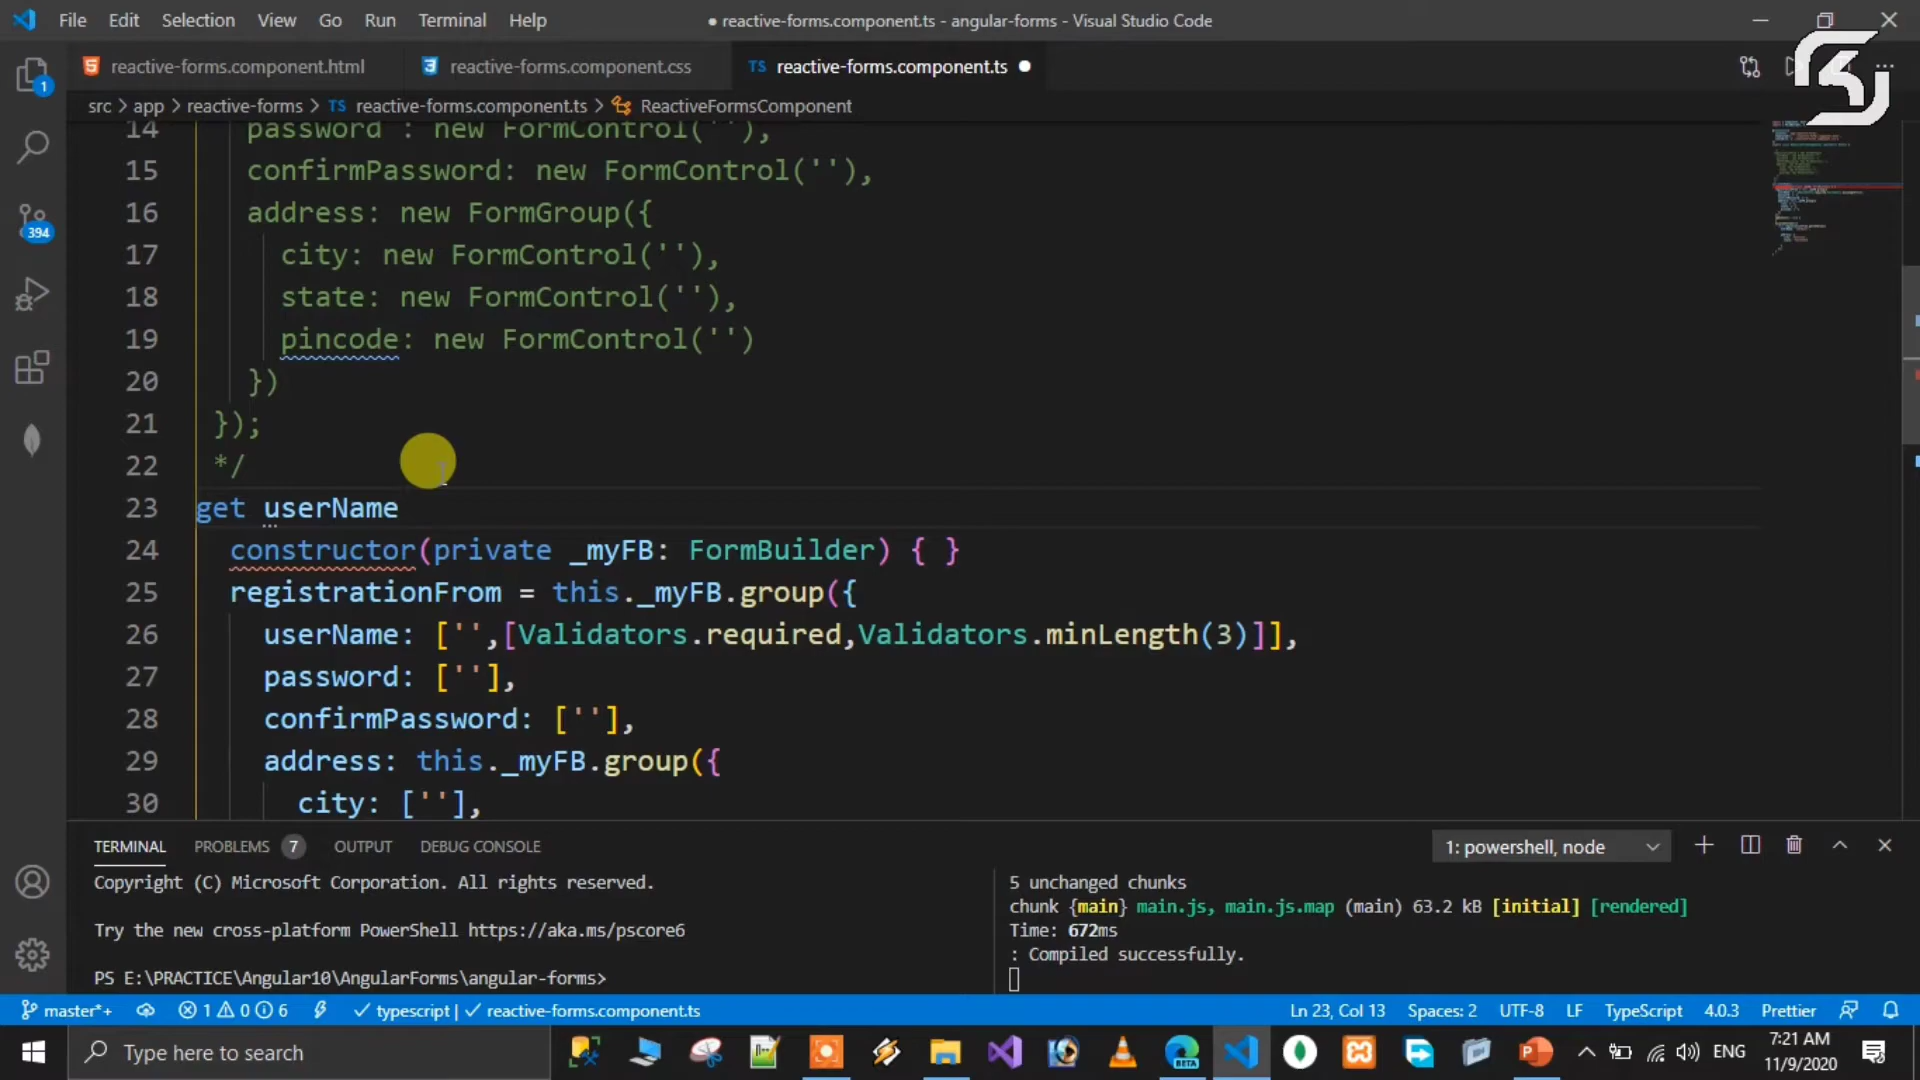 File Edit Selection View Go Run Terminal Help
● reactive-forms.component.ts - angular-forms - Visual Studio Code
reactive-forms.component.html
reactive-forms.component.css
TS reactive-forms.component.ts ●
src > app > reactive-forms > TS reactive-forms.component.ts > ReactiveFormsComponent
14 password : new FormControl(''),
15 confirmPassword: new FormControl(''),
16 address: new FormGroup({
17 city: new FormControl(''),
18 state: new FormControl(''),
19 pincode: new FormControl('')
20 })
21 });
22 */
23 get userName
24 constructor(private _myFB: FormBuilder) { }
25 registrationFrom = this._myFB.group({
26 userName: ['',[Validators.required,Validators.minLength(3)]],
27 password: [''],
28 confirmPassword: [''],
29 address: this._myFB.group({
30 city: [''],
1
394
TERMINAL PROBLEMS 7 OUTPUT DEBUG CONSOLE
1: powershell, node
Copyright (C) Microsoft Corporation. All rights reserved.
Try the new cross-platform PowerShell https://aka.ms/pscore6
PS E:\PRACTICE\Angular10\AngularForms\angular-forms>
5 unchanged chunks
chunk {main} main.js, main.js.map (main) 63.2 kB [initial] [rendered]
Time: 672ms
: Compiled successfully.
master*+ 1 0 6 typescript | reactive-forms.component.ts
Ln 23, Col 13 Spaces: 2 UTF-8 LF TypeScript 4.0.3 Prettier
Type here to search
BETA
ENG
7:21 AM
11/9/2020